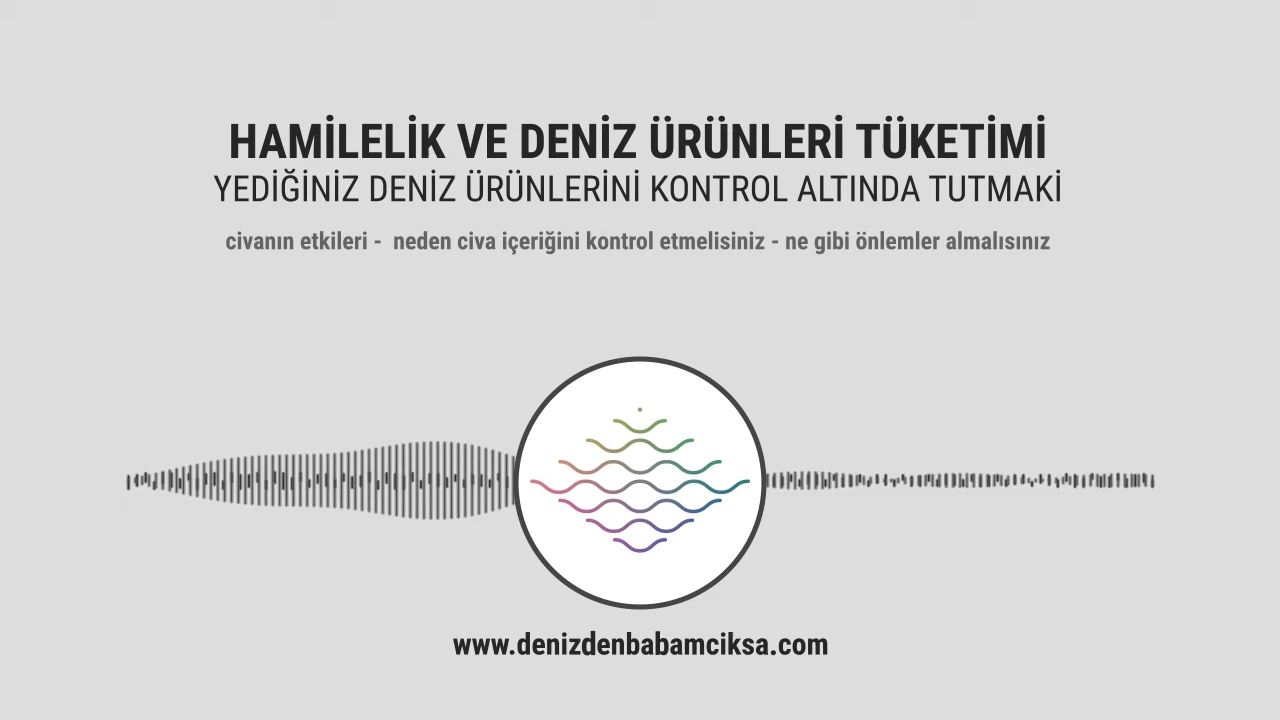 HAMİLELİK VE DENİZ ÜRÜNLERİ TÜKETİMİ
YEDİĞİNİZ DENİZ ÜRÜNLERİNİ KONTROL ALTINDA TUTMAKİ
civanın etkileri -  neden civa içeriğini kontrol etmelisiniz - ne gibi önlemler almalısınız
www.denizdenbabamciksa.com